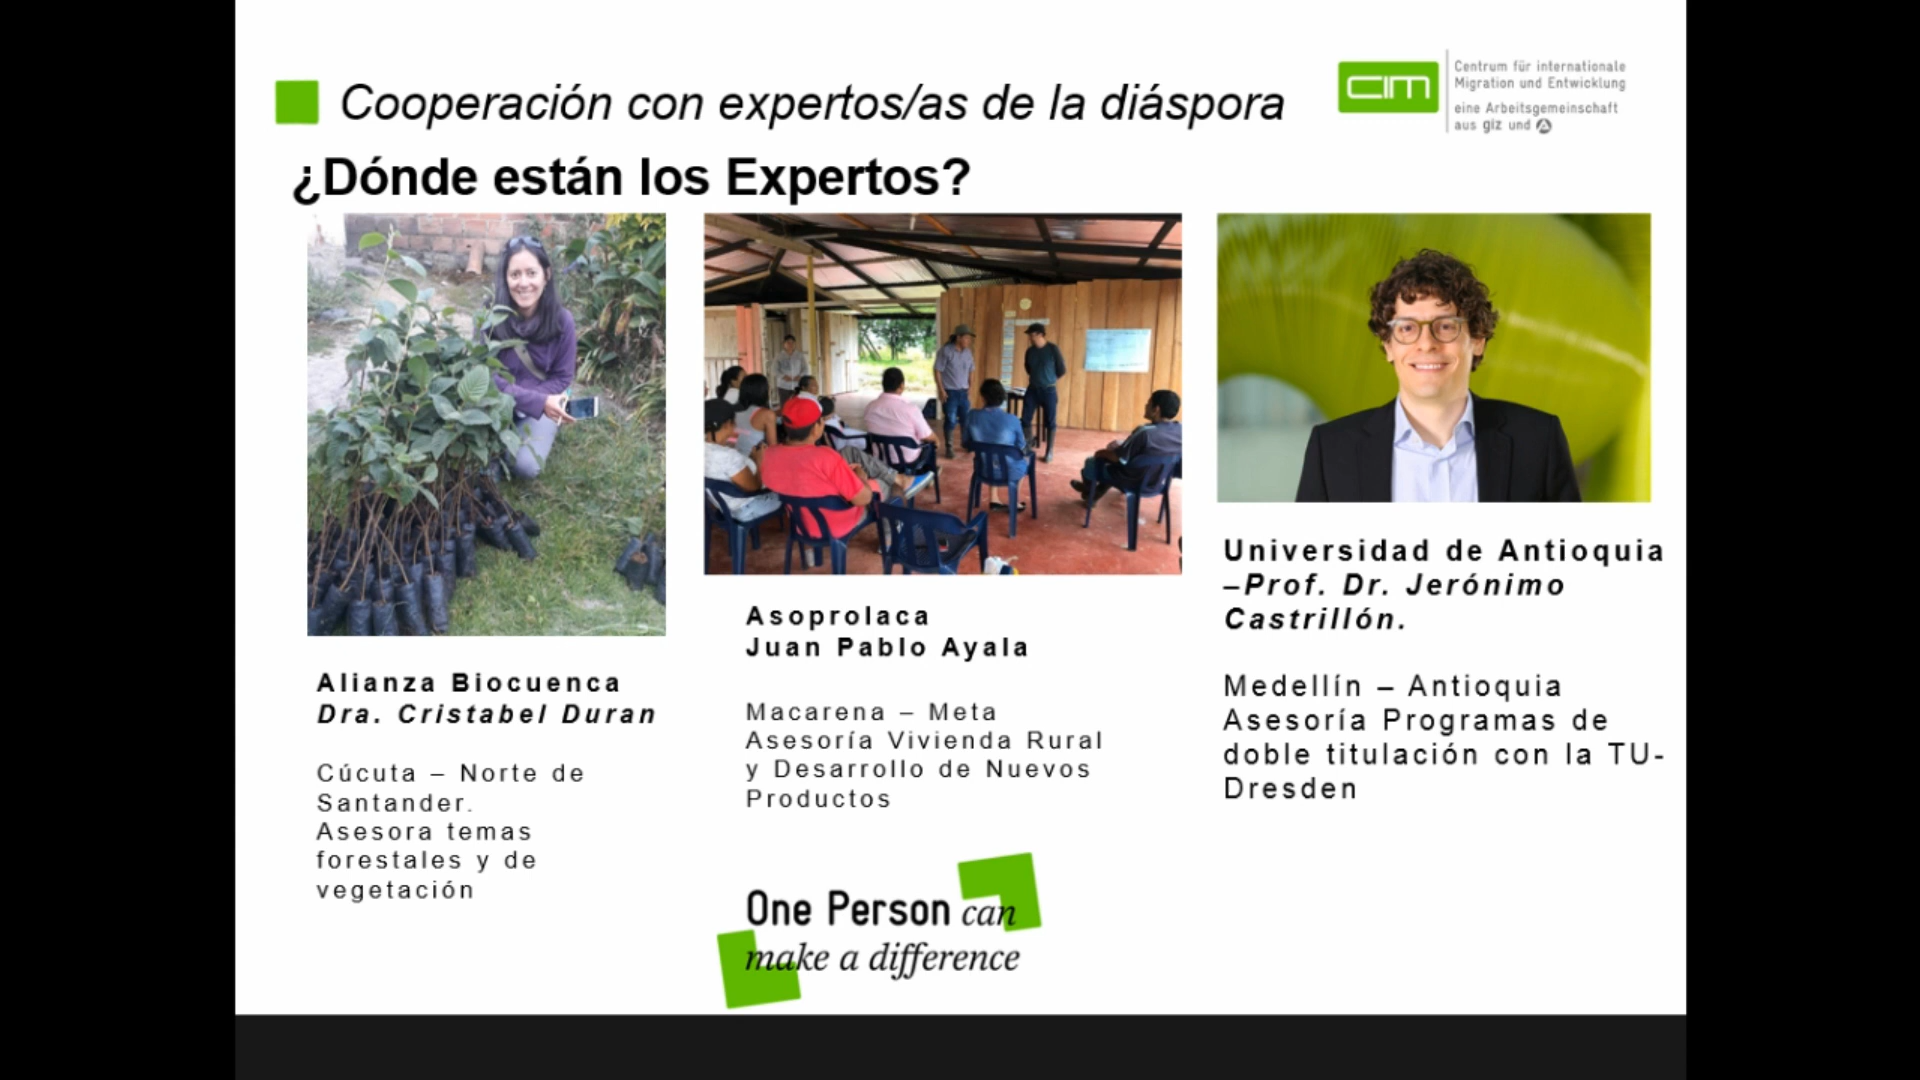 Cooperación con expertos/as de la diáspora
cim
Centrum für internationale
Migration und Entwicklung
eine Arbeitsgemeinschaft
aus giz und
¿Dónde están los Expertos?
Alianza Biocuenca
Dra. Cristabel Duran
Cúcuta – Norte de
Santander.
Asesora temas
forestales y de
vegetación
Asoprolaca
Juan Pablo Ayala
Macarena – Meta
Asesoría Vivienda Rural
y Desarrollo de Nuevos
Productos
Universidad de Antioquia
–Prof. Dr. Jerónimo
Castrillón.
Medellín – Antioquia
Asesoría Programas de
doble titulación con la TU-
Dresden
One Person can
make a difference